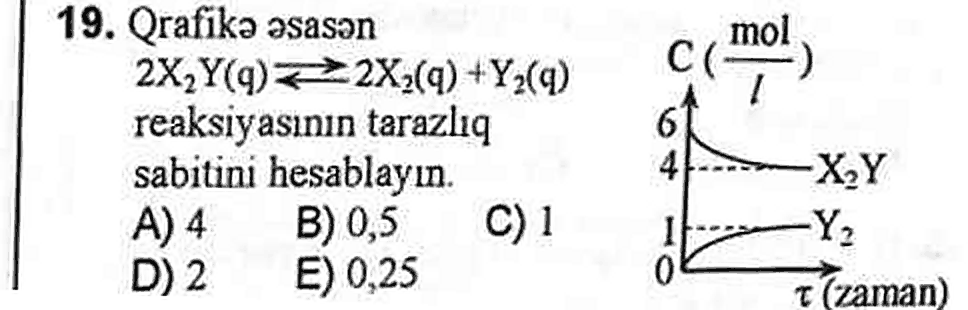 19. Qrafikə əsasən
2X₂Y(q)⇄2X₂(q)+Y₂(q)
reaksiyasının tarazlıq
sabitini hesablayın.
A) 4 B) 0,5 C) 1
D) 2 E) 0,25
C (mol/l)
6
4
X₂Y
1
Y₂
0
τ (zaman)